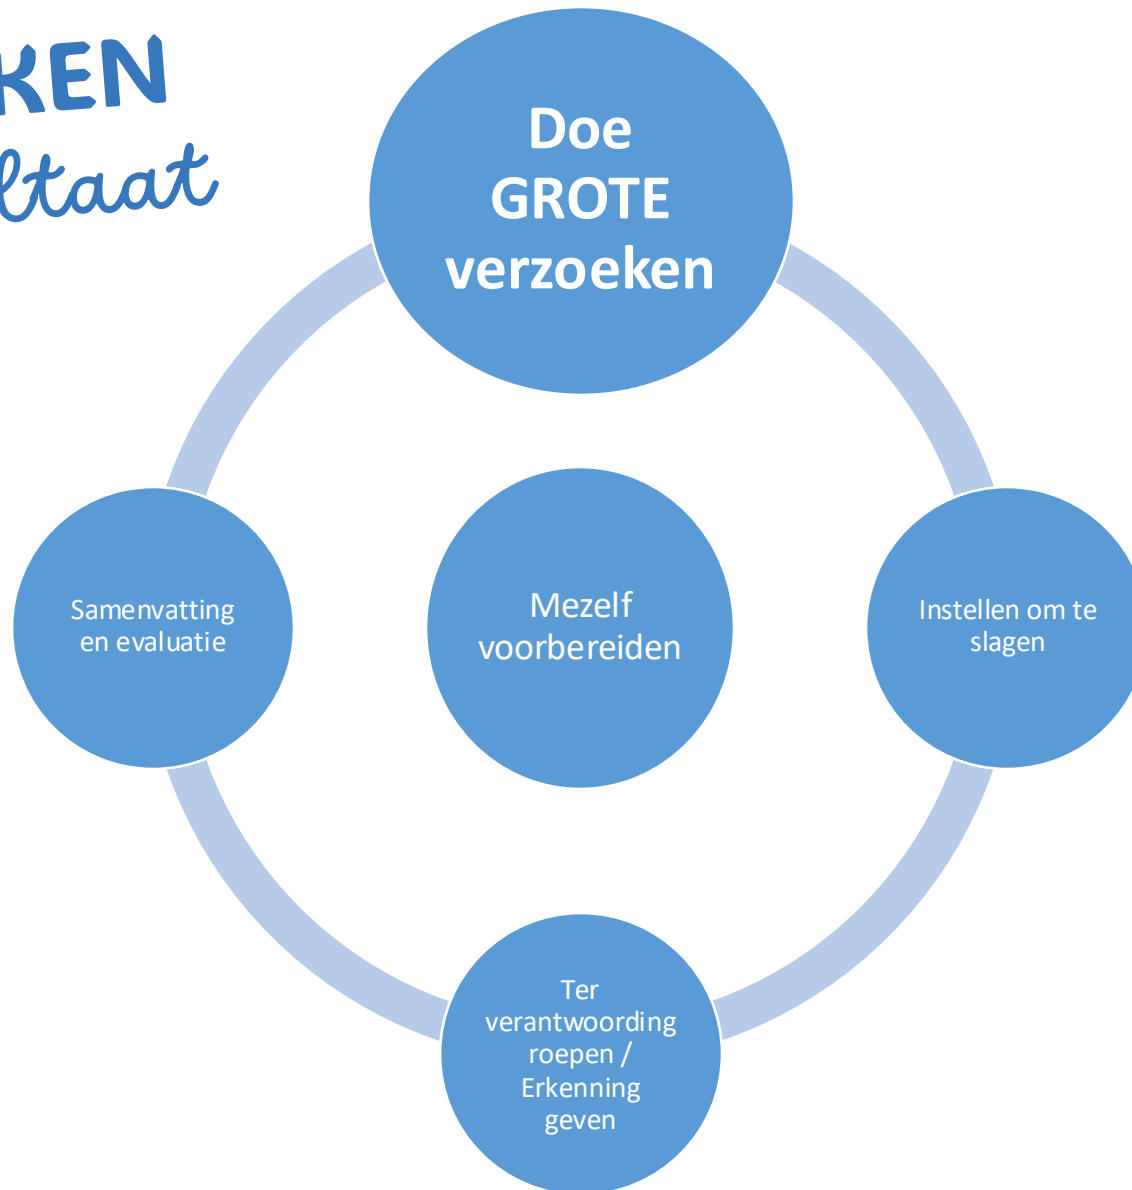 KEN
ltaat
Doe
GROTE
verzoeken
Samenvatting
en evaluatie
Mezelf
voorbereiden
Instellen om te
slagen
Ter
verantwoording
roepen /
Erkenning
geven